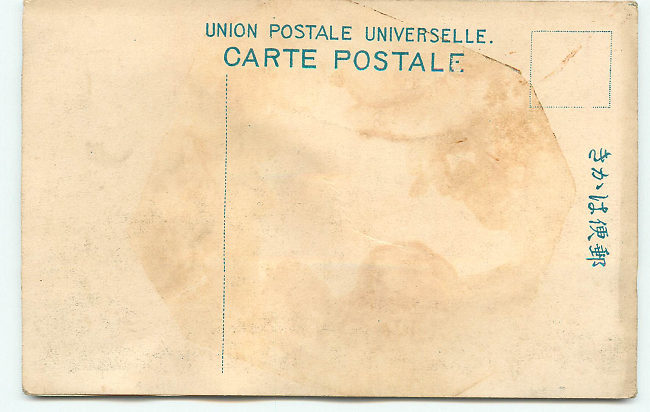 UNION POSTALE UNIVERSELLE.
CARTE POSTALE
きかは便郵